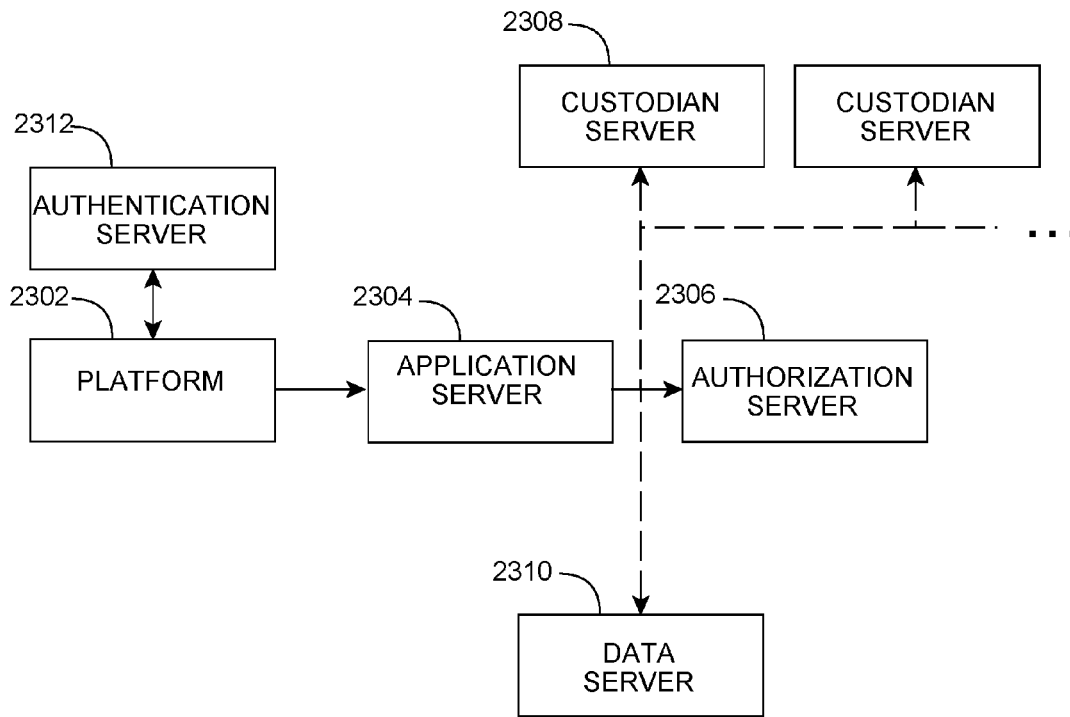 2308
CUSTODIAN
SERVER
CUSTODIAN
SERVER
2312
AUTHENTICATION
SERVER
...
2302
PLATFORM
2304
APPLICATION
SERVER
2306
AUTHORIZATION
SERVER
2310
DATA
SERVER